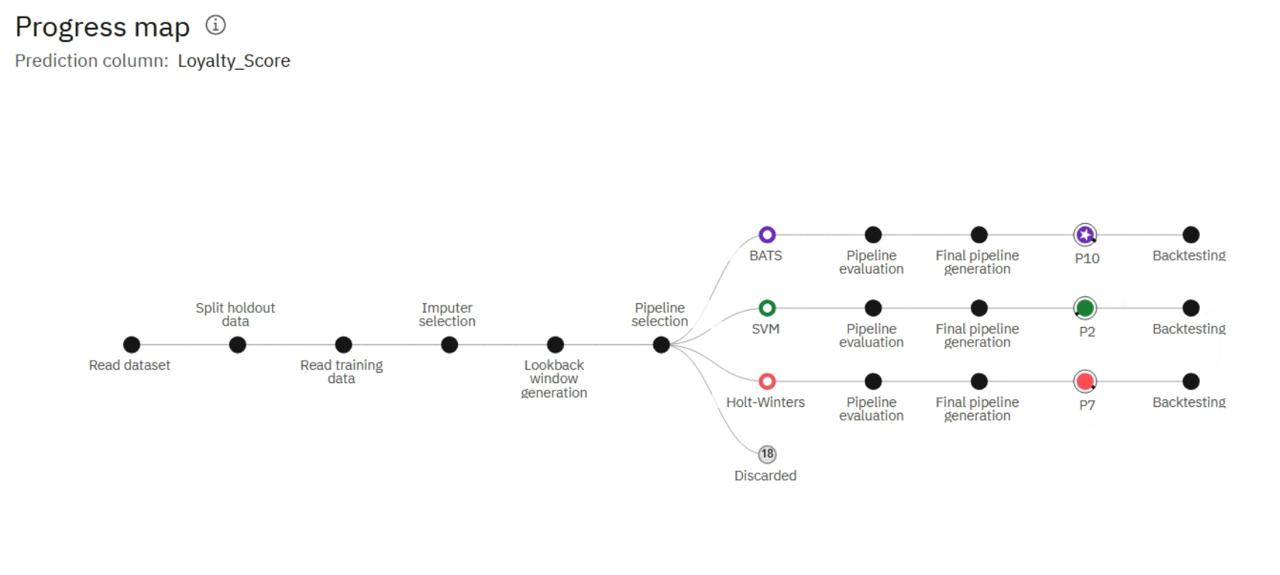 Progress map
Prediction column: Loyalty_Score
Read dataset
Split holdout
data
Read training
data
Imputer
selection
Lookback
window
generation
Pipeline
selection
BATS
Pipeline
evaluation
Final pipeline
generation
P10
Backtesting
SVM
Pipeline
evaluation
Final pipeline
generation
P2
Backtesting
Holt-Winters
Pipeline
evaluation
Final pipeline
generation
P7
Backtesting
18
Discarded